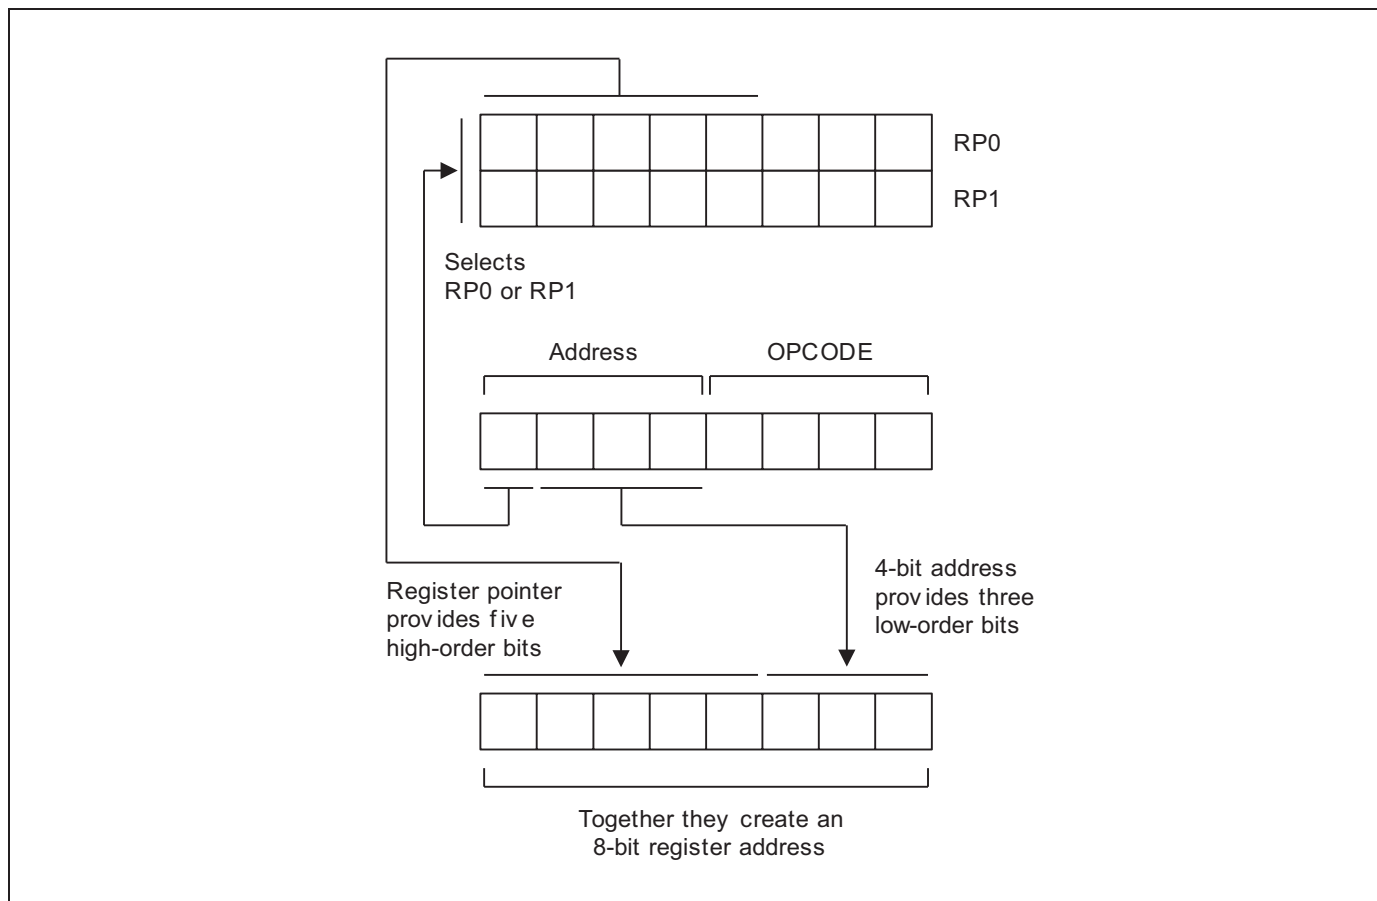 RP0
RP1
Selects
RP0 or RP1
Address
OPCODE
Register pointer
provides five
high-order bits
4-bit address
provides three
low-order bits
Together they create an
8-bit register address